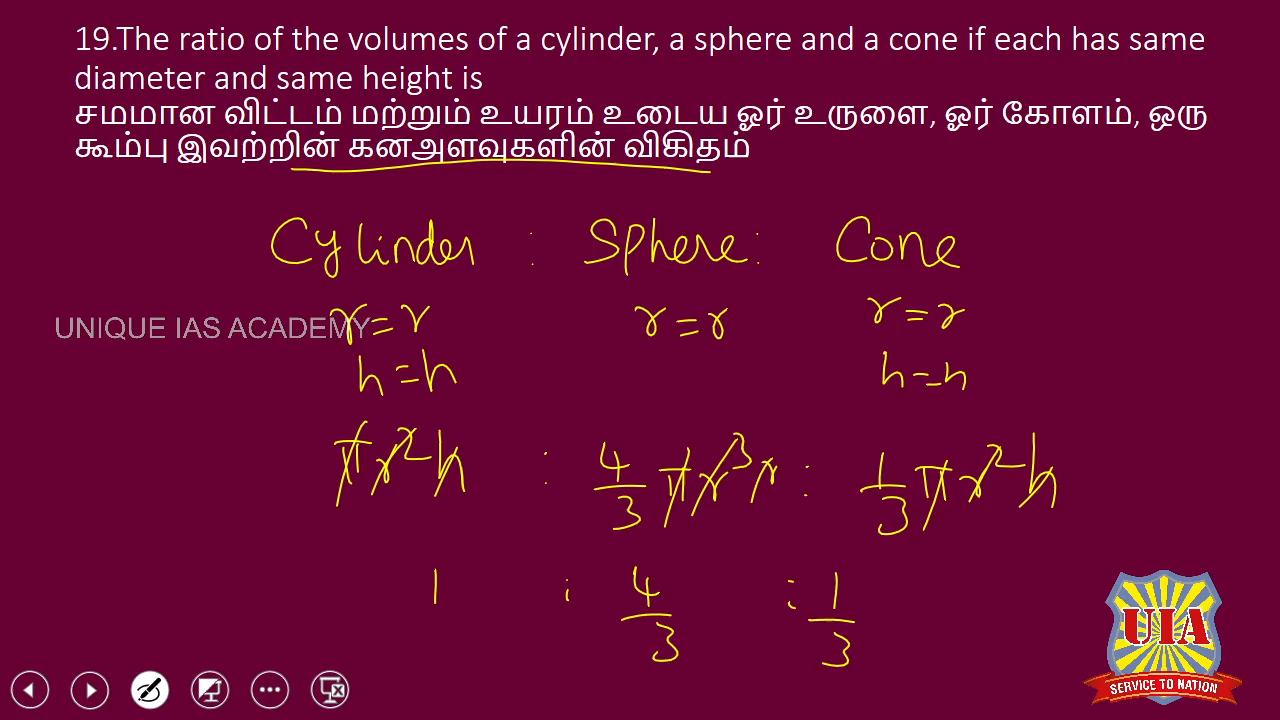 19.The ratio of the volumes of a cylinder, a sphere and a cone if each has same
diameter and same height is
சமமான விட்டம் மற்றும் உயரம் உடைய ஓர் உருளை, ஓர் கோளம், ஒரு
கூம்பு இவற்றின் கனஅளவுகளின் விகிதம்
Cylinder : Sphere : Cone
UNIQUE IAS ACADEMY
r=r r=r r=r
h=h h=h
πr²h : 4/3 πr³ r : 1/3 πr²h
1 : 4/3 : 1/3
UIA
SERVICE TO NATION